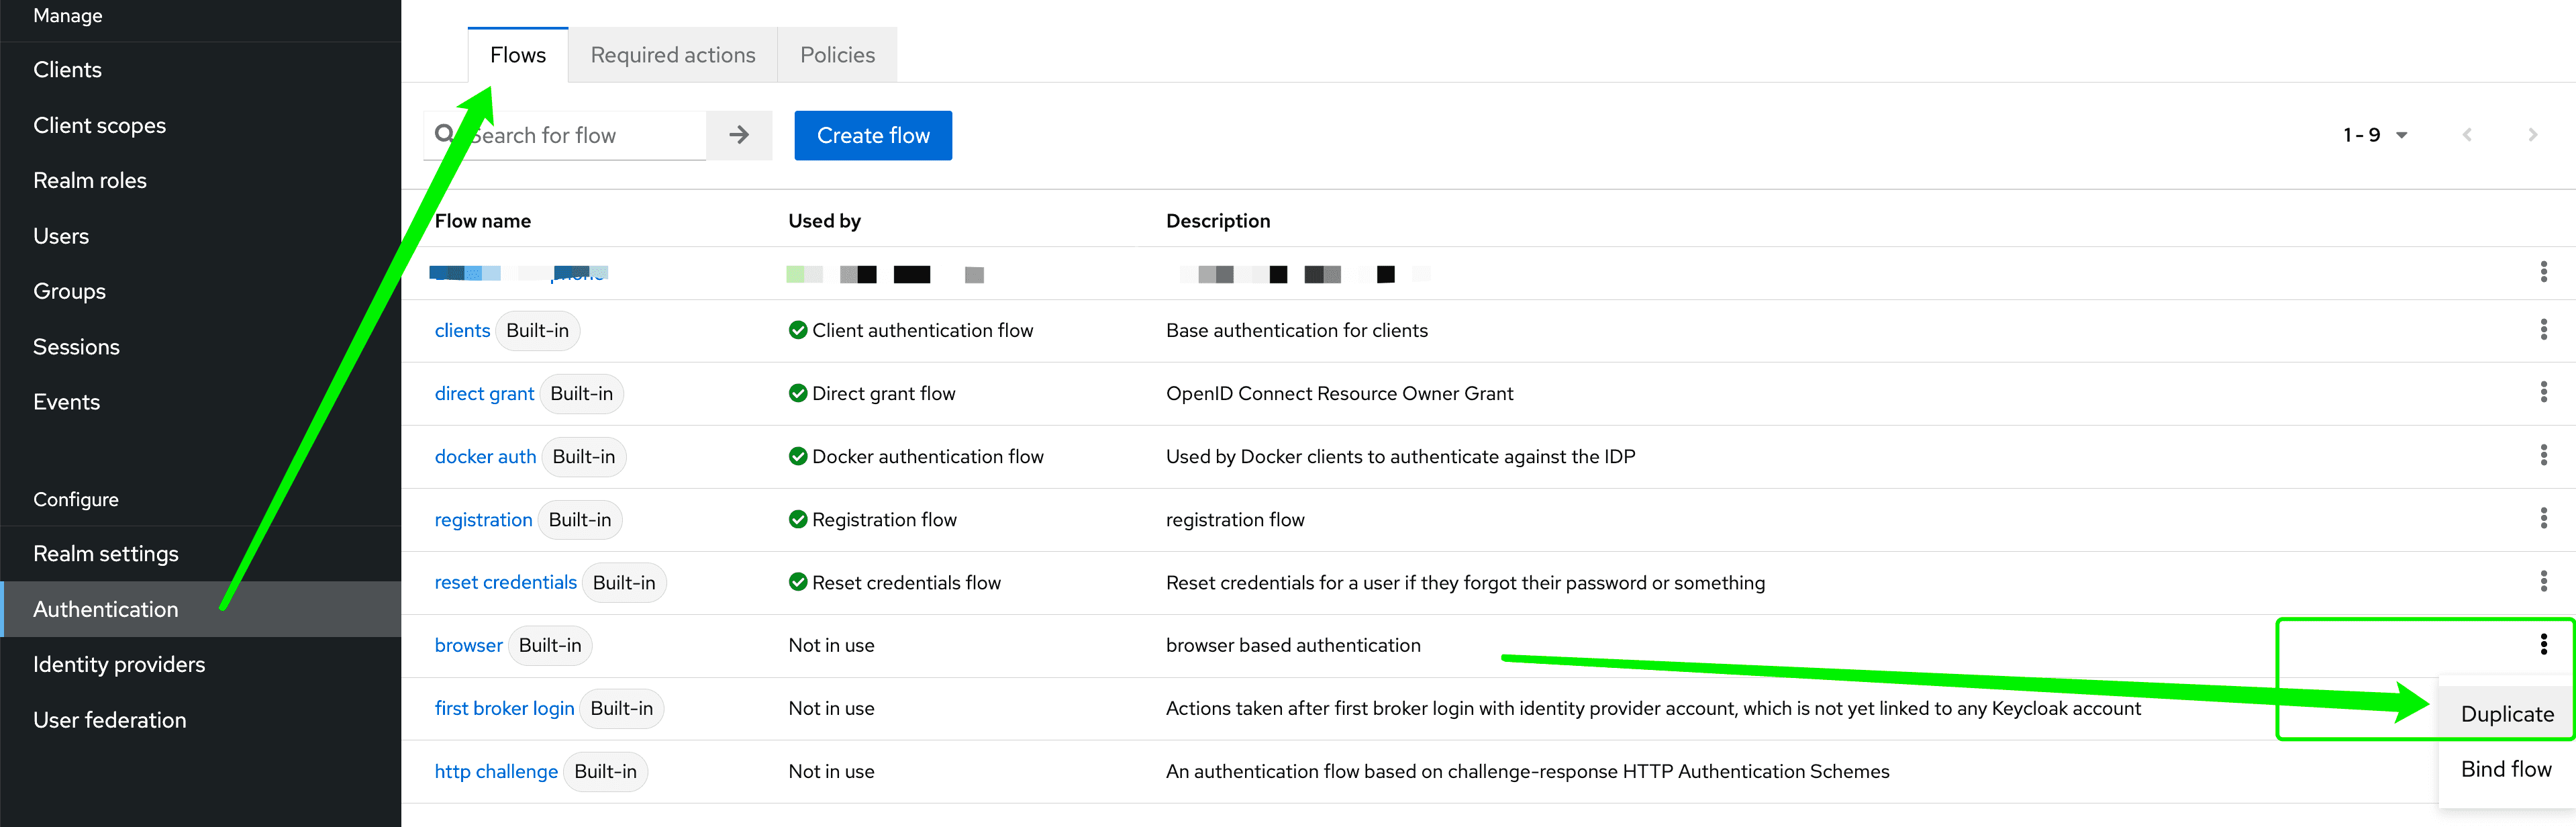 Manage
Clients
Client scopes
Realm roles
Users
Groups
Sessions
Events
Configure
Realm settings
Authentication
Identity providers
User federation
Flows Required actions Policies
Search for flow Create flow 1 - 9
Flow name Used by Description
clients Built-in Client authentication flow Base authentication for clients
direct grant Built-in Direct grant flow OpenID Connect Resource Owner Grant
docker auth Built-in Docker authentication flow Used by Docker clients to authenticate against the IDP
registration Built-in Registration flow registration flow
reset credentials Built-in Reset credentials flow Reset credentials for a user if they forgot their password or something
browser Built-in Not in use browser based authentication
first broker login Built-in Not in use Actions taken after first broker login with identity provider account, which is not yet linked to any Keycloak account
Duplicate
http challenge Built-in Not in use An authentication flow based on challenge-response HTTP Authentication Schemes
Bind flow